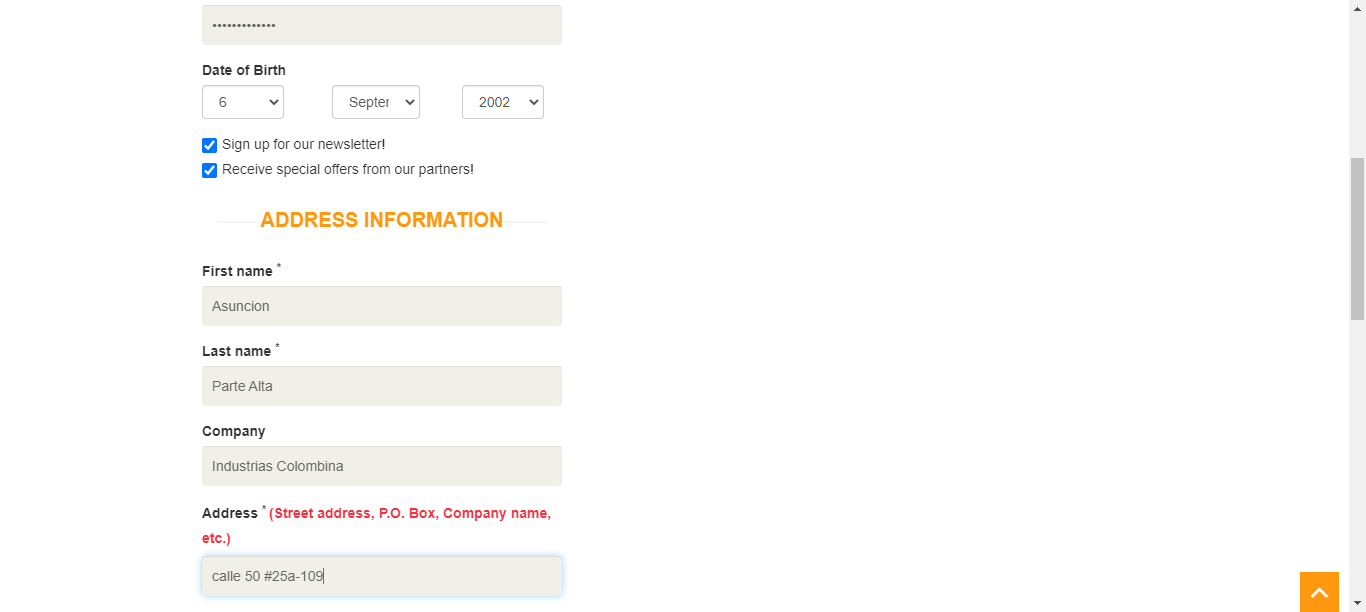 •••••••••••••
Date of Birth
6 Septer 2002
Sign up for our newsletter!
Receive special offers from our partners!
ADDRESS INFORMATION
First name *
Asuncion
Last name *
Parte Alta
Company
Industrias Colombina
Address * (Street address, P.O. Box, Company name,
etc.)
calle 50 #25a-109